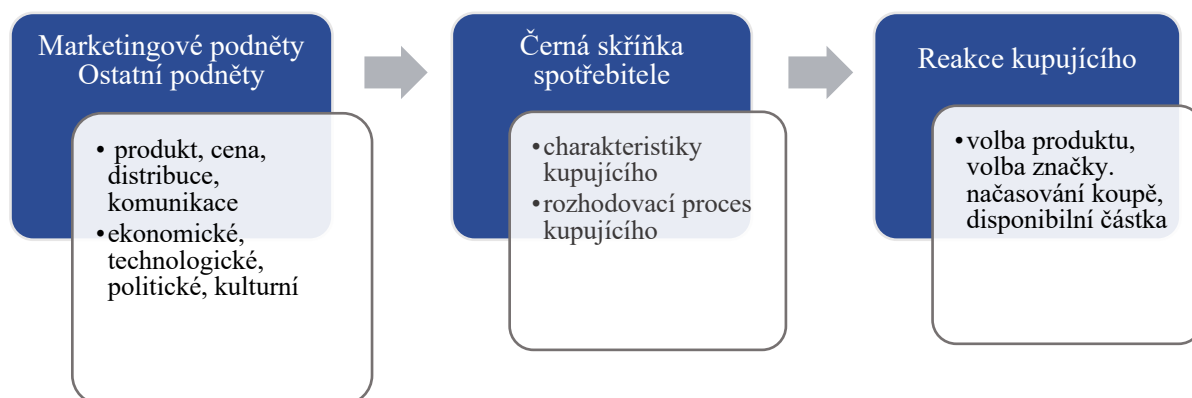 Marketingové podněty
Ostatní podněty
• produkt, cena,
distribuce,
komunikace
•ekonomické,
technologické,
politické, kulturní
Černá skříňka
spotřebitele
•charakteristiky
kupujícího
•rozhodovací proces
kupujícího
Reakce kupujícího
•volba produktu,
volba značky.
načasování koupě,
disponibilní částka